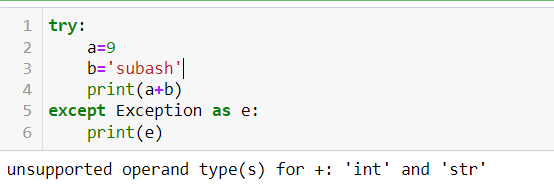 1 try:
2     a=9
3     b='subash'
4     print(a+b)
5 except Exception as e:
6     print(e)
unsupported operand type(s) for +: 'int' and 'str'